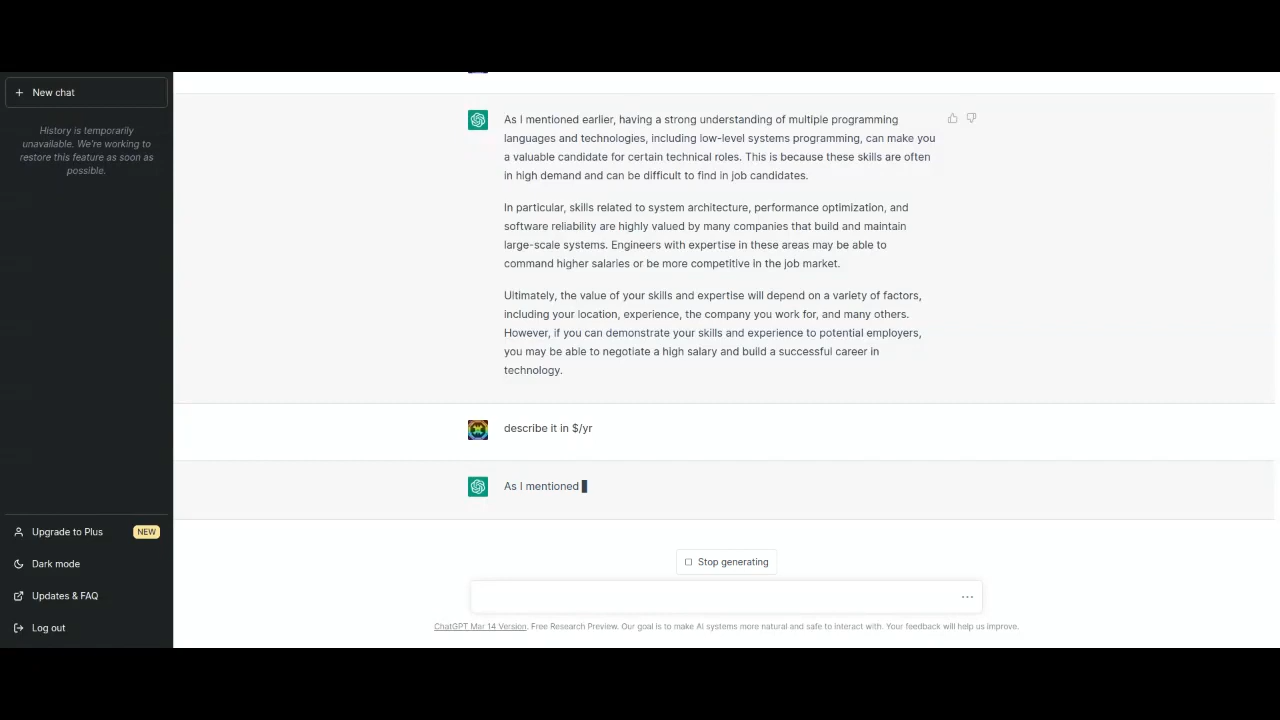 New chat
History is temporarily
unavailable. We're working to
restore this feature as soon as
possible.
As I mentioned earlier, having a strong understanding of multiple programming
languages and technologies, including low-level systems programming, can make you
a valuable candidate for certain technical roles. This is because these skills are often
in high demand and can be difficult to find in job candidates.
In particular, skills related to system architecture, performance optimization, and
software reliability are highly valued by many companies that build and maintain
large-scale systems. Engineers with expertise in these areas may be able to
command higher salaries or be more competitive in the job market.
Ultimately, the value of your skills and expertise will depend on a variety of factors,
including your location, experience, the company you work for, and many others.
However, if you can demonstrate your skills and experience to potential employers,
you may be able to negotiate a high salary and build a successful career in
technology.
describe it in $/yr
As I mentioned
Stop generating
Upgrade to Plus NEW
Dark mode
Updates & FAQ
Log out
ChatGPT Mar 14 Version. Free Research Preview. Our goal is to make AI systems more natural and safe to interact with. Your feedback will help us improve.